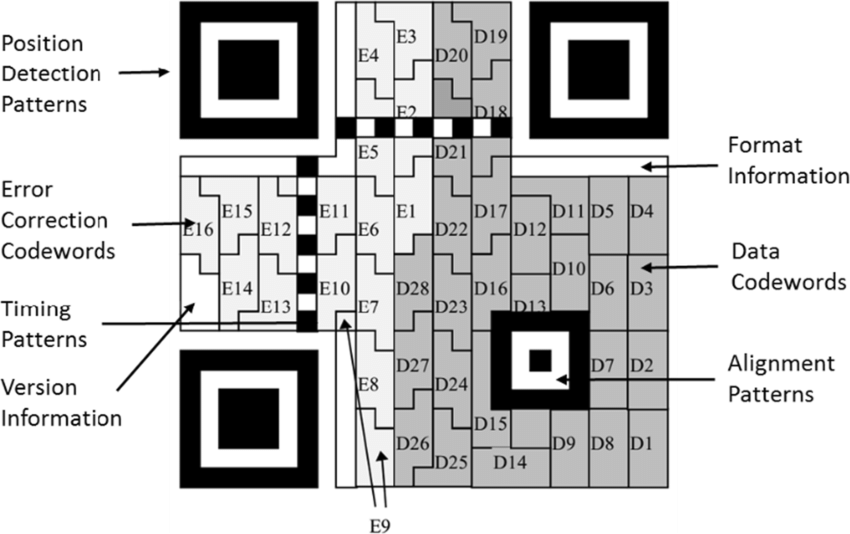 Position
Detection
Patterns
Error
Correction
Codewords
Timing
Patterns
Version
Information
E4 E3 D20 D19
E2 D18
E5 D21
E16 E15 E12 E11 E6 E1 D22 D17 D12 D11 D5 D4
E14 E13 E10 E7 D28 D23 D16 D13 D10 D6 D3
E8 D27 D24 D7 D2
D26 D25 D15 D14 D9 D8 D1
E9
Format
Information
Data
Codewords
Alignment
Patterns